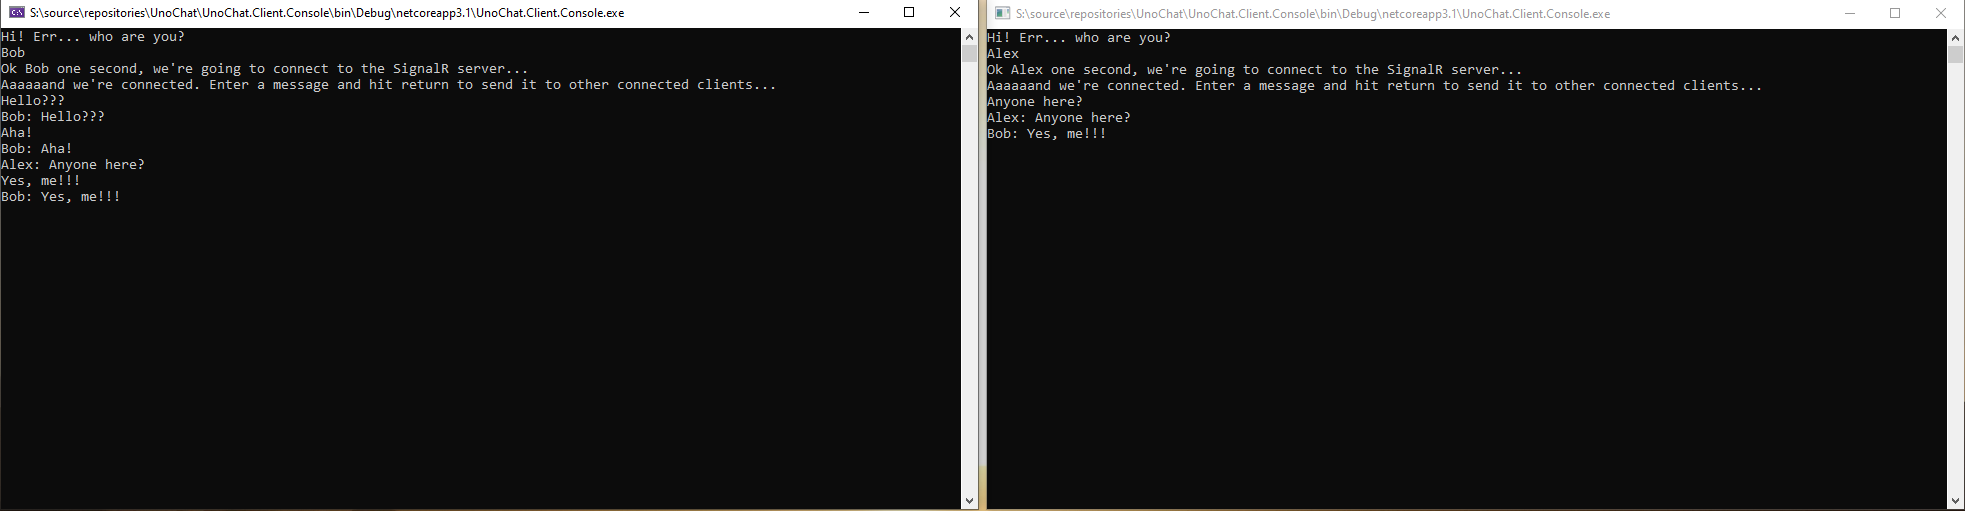 S:\source\repositories\UnoChat\UnoChat.Client.Console\bin\Debug\netcoreapp3.1\UnoChat.Client.Console.exe
Hi! Err... who are you?
Bob
Ok Bob one second, we're going to connect to the SignalR server...
Aaaaaand we're connected. Enter a message and hit return to send it to other connected clients...
Hello???
Bob: Hello???
Aha!
Bob: Aha!
Alex: Anyone here?
Yes, me!!!
Bob: Yes, me!!!
S:\source\repositories\UnoChat\UnoChat.Client.Console\bin\Debug\netcoreapp3.1\UnoChat.Client.Console.exe
Hi! Err... who are you?
Alex
Ok Alex one second, we're going to connect to the SignalR server...
Aaaaaand we're connected. Enter a message and hit return to send it to other connected clients...
Anyone here?
Alex: Anyone here?
Bob: Yes, me!!!